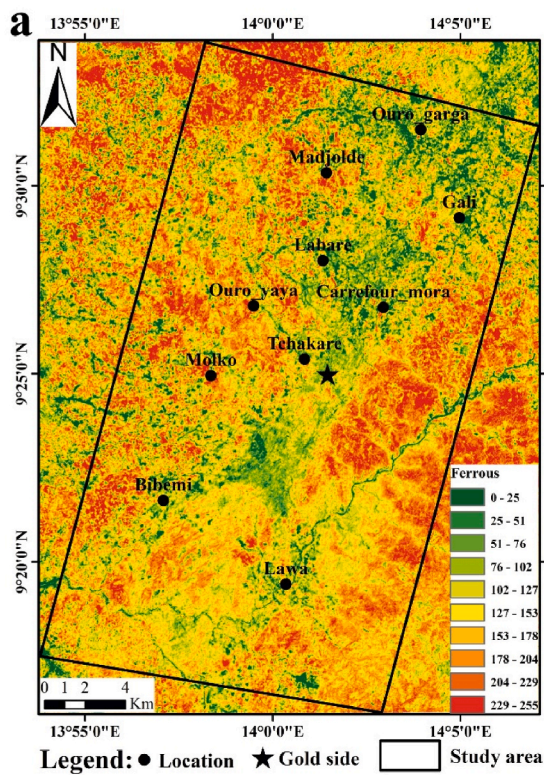 a
13°55'0"E 14°0'0"E 14°5'0"E
N
Ouro_garga
Madjolde
9°30'0"N
Gali
Labare
Ouro_yaya
Carrefour_mora
Tchakare
Molko
9°25'0"N
Bibemi
9°20'0"N
Lawa
Ferrous
0 - 25
25 - 51
51 - 76
76 - 102
102 - 127
127 - 153
153 - 178
178 - 204
204 - 229
229 - 255
0 1 2 4
Km
13°55'0"E 14°0'0"E 14°5'0"E
Legend: Location Gold side Study area